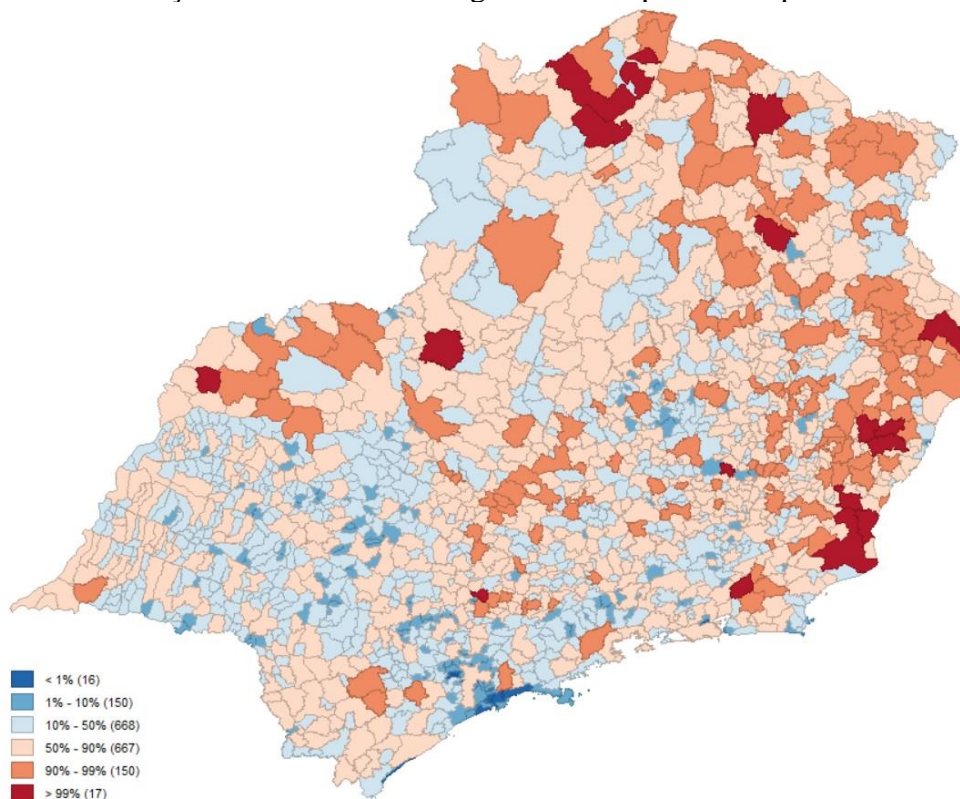 < 1% (16)
1% - 10% (150)
10% - 50% (668)
50% - 90% (667)
90% - 99% (150)
> 99% (17)